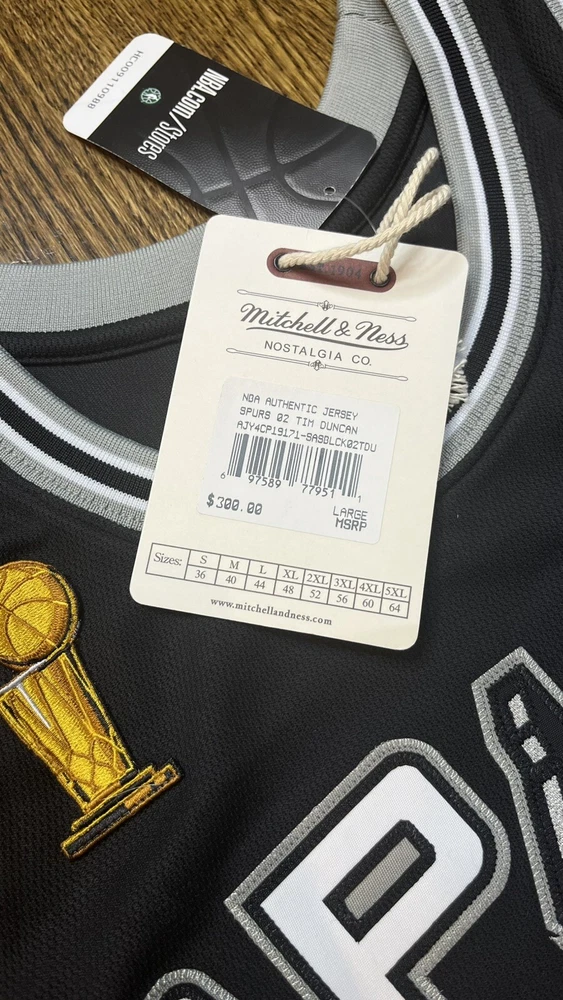 HC009110988
NBA.com/Stores
1904
Mitchell & Ness
NOSTALGIA CO.
NBA AUTHENTIC JERSEY
SPURS 02 TIM DUNCAN
AJY4CP19171-SASBLCK02TDU
6 97589 77951 1
$300.00
LARGE
MSRP
Sizes: S M L XL 2XL 3XL 4XL 5XL
36 40 44 48 52 56 60 64
www.mitchellandness.com
P